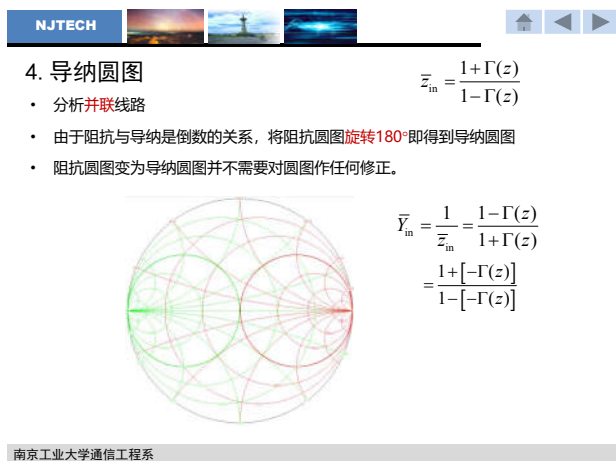 NJTECH
4. 导纳圆图
z̅in = (1+Γ(z))/(1−Γ(z))
• 分析并联线路
• 由于阻抗与导纳是倒数的关系，将阻抗圆图旋转180°即得到导纳圆图
• 阻抗圆图变为导纳圆图并不需要对圆图作任何修正。
Y̅in = 1/z̅in = (1−Γ(z))/(1+Γ(z))
= (1+[−Γ(z)])/(1−[−Γ(z)])
南京工业大学通信工程系